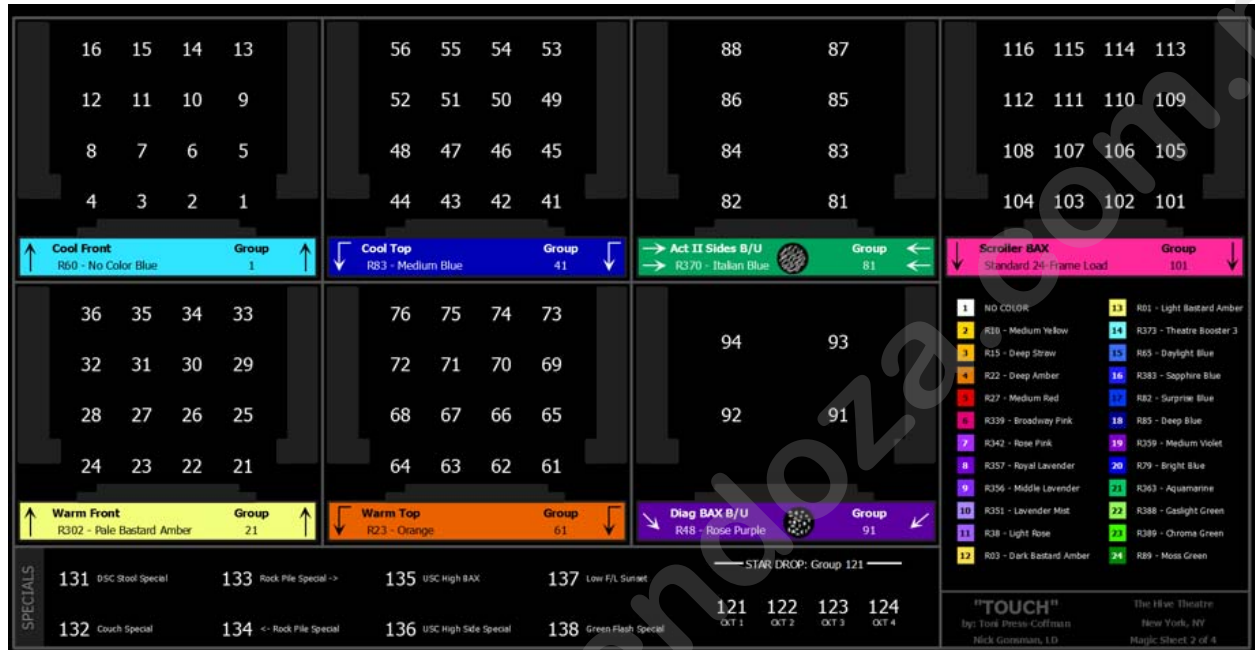 16 15 14 13
12 11 10 9
8 7 6 5
4 3 2 1
Cool Front Group
R60 - No Color Blue 1
56 55 54 53
52 51 50 49
48 47 46 45
44 43 42 41
Cool Top Group
R83 - Medium Blue 41
88 87
86 85
84 83
82 81
Act II Sides B/U Group
R370 - Italian Blue 81
116 115 114 113
112 111 110 109
108 107 106 105
104 103 102 101
Scroller BAX Group
Standard 24-Frame Load 101
36 35 34 33
32 31 30 29
28 27 26 25
24 23 22 21
Warm Front Group
R302 - Pale Bastard Amber 21
76 75 74 73
72 71 70 69
68 67 66 65
64 63 62 61
Warm Top Group
R23 - Orange 61
94 93
92 91
Diag BAX B/U Group
R48 - Rose Purple 91
1 NO COLOR
2 R10 - Medium Yellow
3 R15 - Deep Straw
4 R22 - Deep Amber
5 R27 - Medium Red
6 R339 - Broadway Pink
7 R342 - Rose Pink
8 R357 - Royal Lavender
9 R356 - Middle Lavender
10 R351 - Lavender Mist
11 R38 - Light Rose
12 R03 - Dark Bastard Amber
13 R01 - Light Bastard Amber
14 R373 - Theatre Booster 3
15 R65 - Daylight Blue
16 R383 - Sapphire Blue
17 R82 - Surprise Blue
18 R85 - Deep Blue
19 R359 - Medium Violet
20 R79 - Bright Blue
21 R363 - Aquamarine
22 R388 - Gaslight Green
23 R389 - Chroma Green
24 R89 - Moss Green
SPECIALS
131 DSC Stool Special
133 Rock Pile Special ->
135 USC High BAX
137 Low F/L Sunset
132 Couch Special
134 <- Rock Pile Special
136 USC High Side Special
138 Green Flash Special
STAR DROP: Group 121
121 122 123 124
CKT 1 CKT 2 CKT 3 CKT 4
"TOUCH"
by: Toni Press-Coffman
Nick Gonsman, LD
The Hive Theatre
New York, NY
Magic Sheet 2 of 4